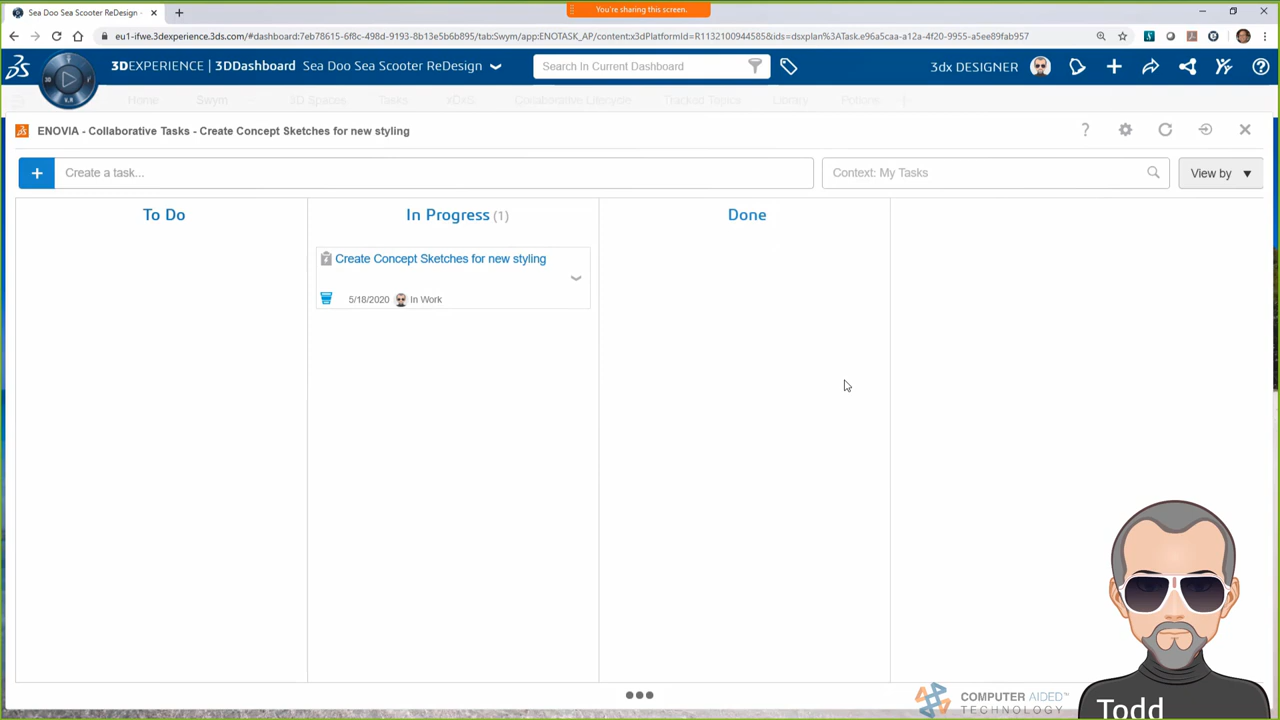 You're sharing this screen.
Sea Doo Sea Scooter ReDesign -
eu1-ifwe.3dexperience.3ds.com/#dashboard:7eb78615-6f8c-498d-9193-8b13e5b6b895/tab:Swym/app:ENOTASK_AP/content:x3dPlatformId=R1132100944585&ids=dsxplan%3ATask.e96a5caa-a12a-4f20-9955-a5ee89fab957
3DEXPERIENCE | 3DDashboard Sea Doo Sea Scooter ReDesign
Search In Current Dashboard
3dx DESIGNER
Home Swym 3D Spaces Tasks Collaborative Lifecycle Tracked Topics Library
ENOVIA - Collaborative Tasks - Create Concept Sketches for new styling
Create a task...
Context: My Tasks
View by
To Do
In Progress (1)
Done
Create Concept Sketches for new styling
5/18/2020 In Work
COMPUTER AIDED™
TECHNOLOGY
Todd